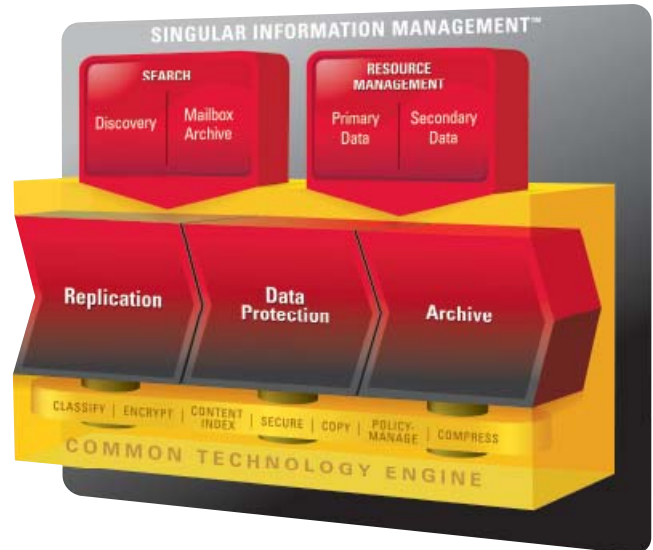 SINGULAR INFORMATION MANAGEMENT™
SEARCH
Discovery
Mailbox
Archive
RESOURCE
MANAGEMENT
Primary
Data
Secondary
Data
Replication
Data
Protection
Archive
CLASSIFY | ENCRYPT | CONTENT INDEX | SECURE | COPY | POLICY-MANAGE | COMPRESS
COMMON TECHNOLOGY ENGINE